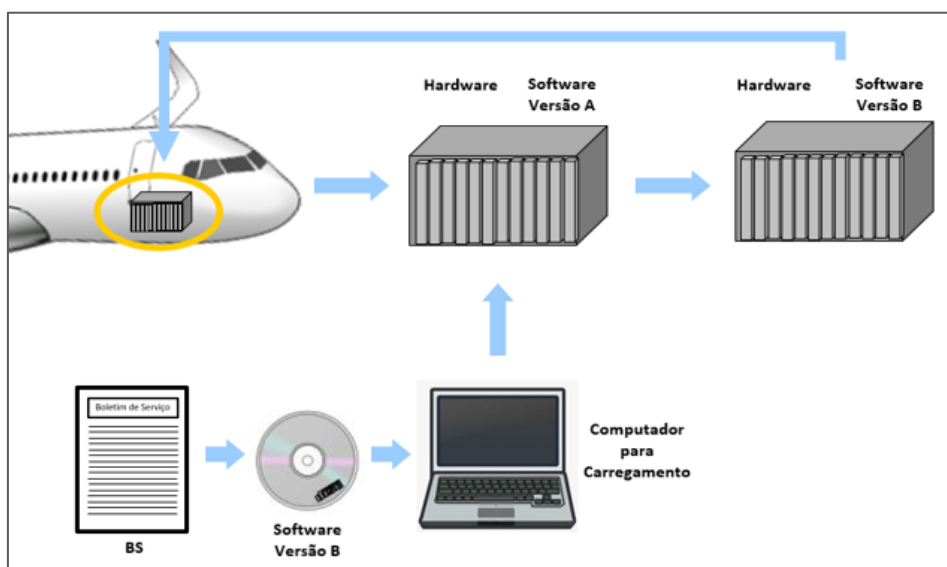 Hardware
Software
Versão A
Hardware
Software
Versão B
Boletim de Serviço
BS
Software
Versão B
Computador
para
Carregamento